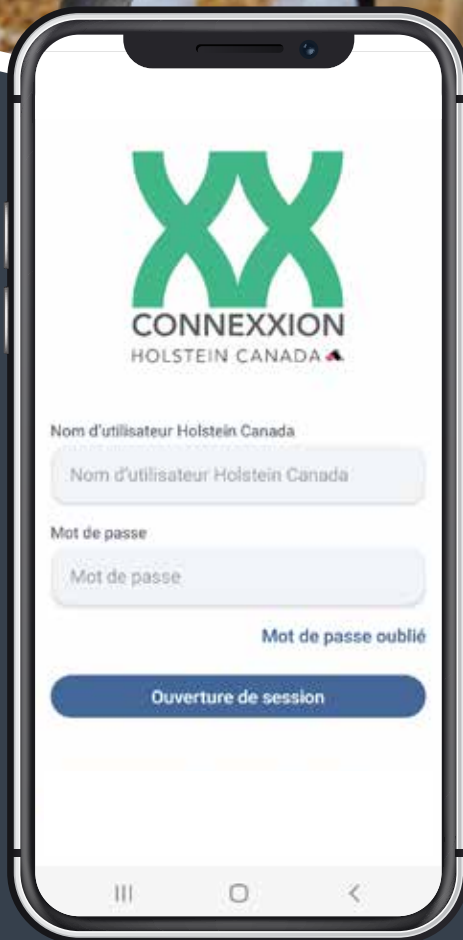 CONNEXXION
HOLSTEIN CANADA
Nom d'utilisateur Holstein Canada
Nom d'utilisateur Holstein Canada
Mot de passe
Mot de passe
Mot de passe oublié
Ouverture de session